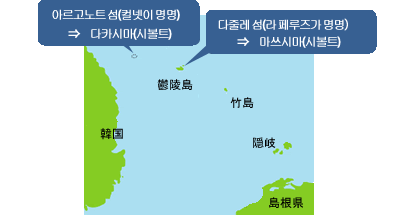 아르고노트 섬(컬넷이 명명)
⇒ 다카시마(시볼트)
다줄레 섬(라 페루즈가 명명)
⇒ 마쓰시마(시볼트)
鬱陵島
竹島
韓国
隠岐
島根県